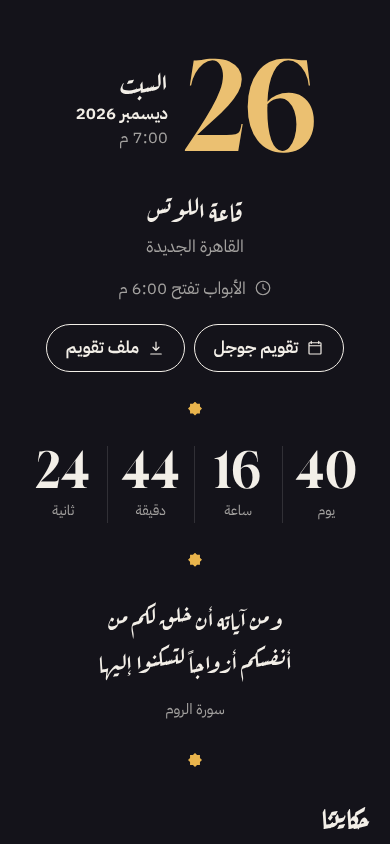 26
السبت
ديسمبر 2026
7:00 م
قاعة اللوتس
القاهرة الجديدة
الأبواب تفتح 6:00 م
تقويم جوجل
ملف تقويم
40 16 44 24
يوم ساعة دقيقة ثانية
ومن آياته أن خلق لكم من
أنفسكم أزواجاً لتسكنوا إليها
سورة الروم
حكايتنا